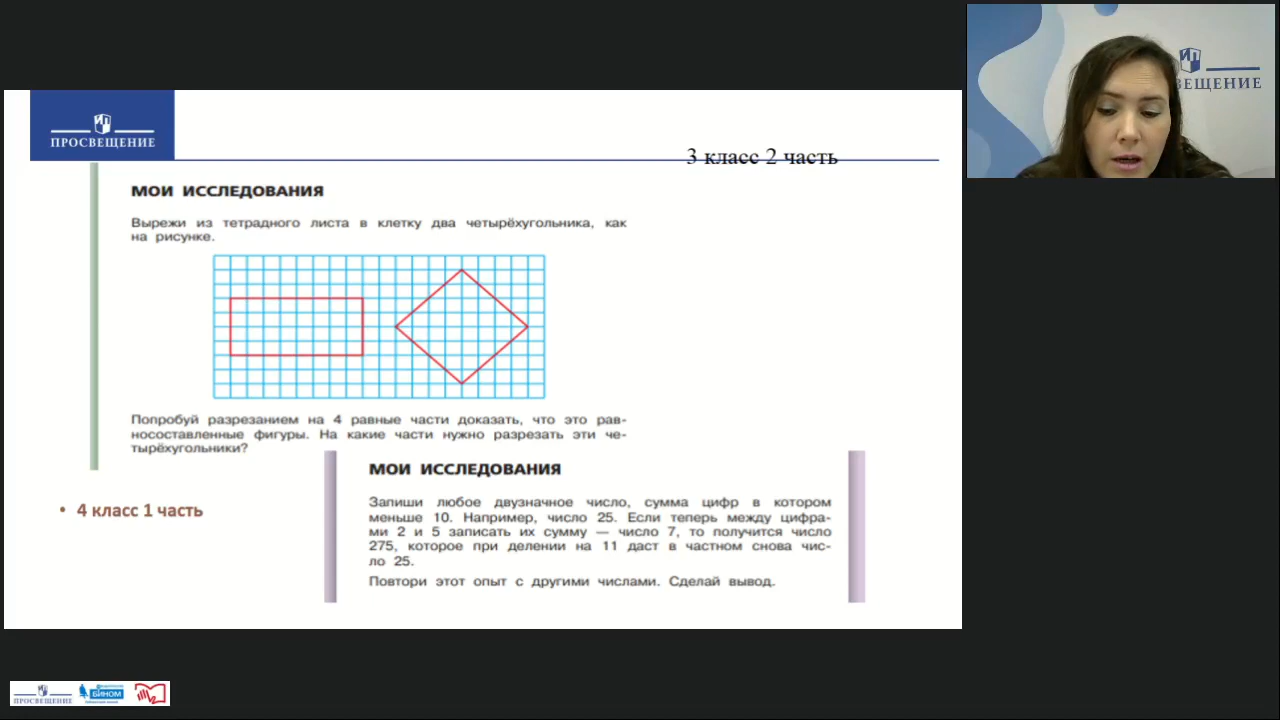 ПРОСВЕЩЕНИЕ
ВЕЩЕНИЕ
3 класс 2 часть
МОИ ИССЛЕДОВАНИЯ
Вырежи из тетрадного листа в клетку два четырёхугольника, как
на рисунке.
Попробуй разрезанием на 4 равные части доказать, что это рав-
носоставленные фигуры. На какие части нужно разрезать эти че-
тырёхугольники?
МОИ ИССЛЕДОВАНИЯ
Запиши любое двузначное число, сумма цифр в котором
меньше 10. Например, число 25. Если теперь между цифра-
ми 2 и 5 записать их сумму — число 7, то получится число
275, которое при делении на 11 даст в частном снова чис-
ло 25.
Повтори этот опыт с другими числами. Сделай вывод.
• 4 класс 1 часть
ПРОСВЕЩЕНИЕ
БИНОМ